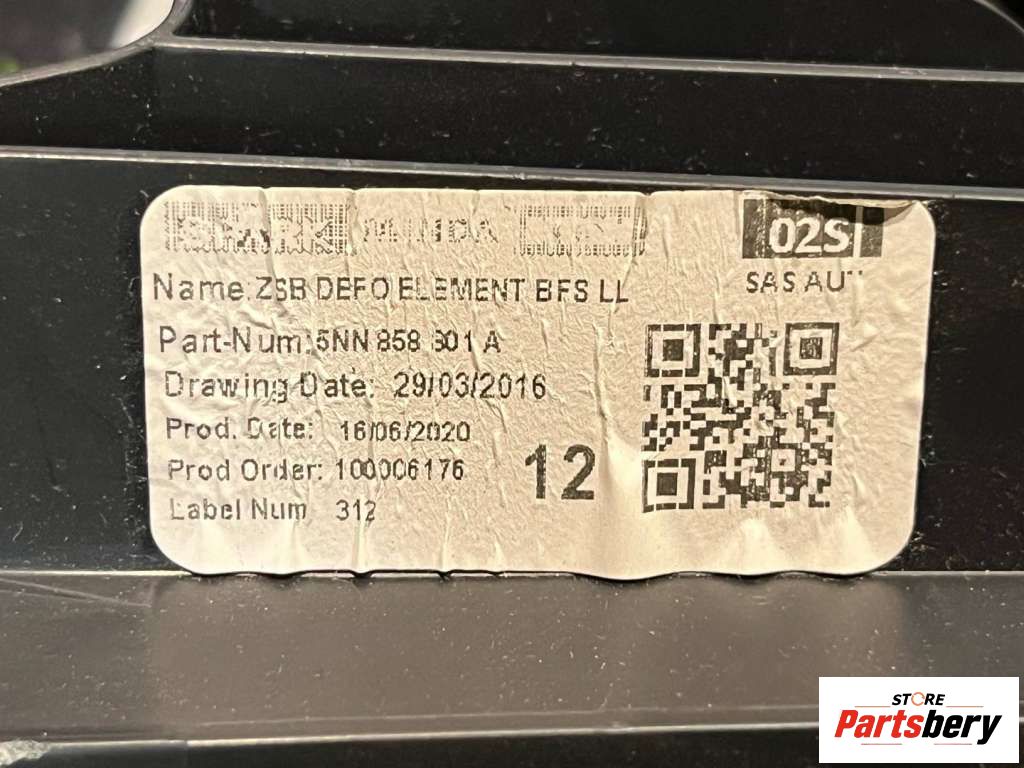 MINDA
02S
Name: ZSB DEFO ELEMENT BFS LL
SAS AUT
Part-Num: 5NN 858 A
Drawing Date: 29/03/2016
Prod. Date: 16/06/2020
Prod Order: 100006176
12
Label Num 312
STORE
Partsbery